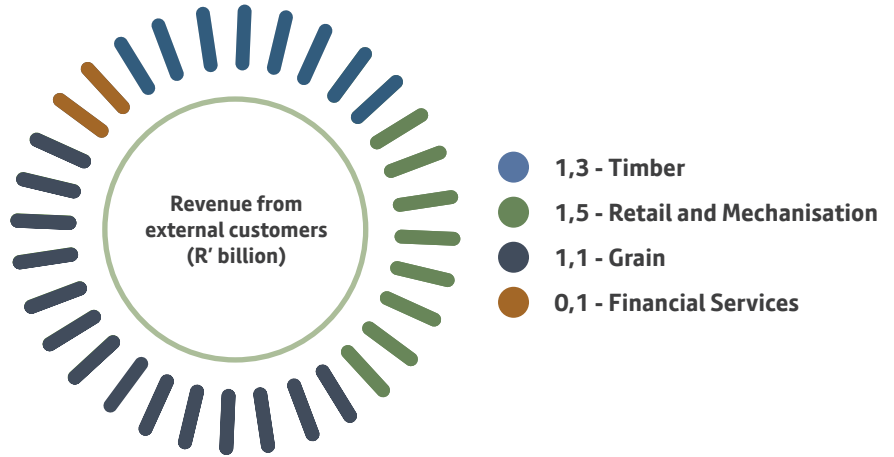 Revenue from
external customers
(R’ billion)
1,3 - Timber
1,5 - Retail and Mechanisation
1,1 - Grain
0,1 - Financial Services